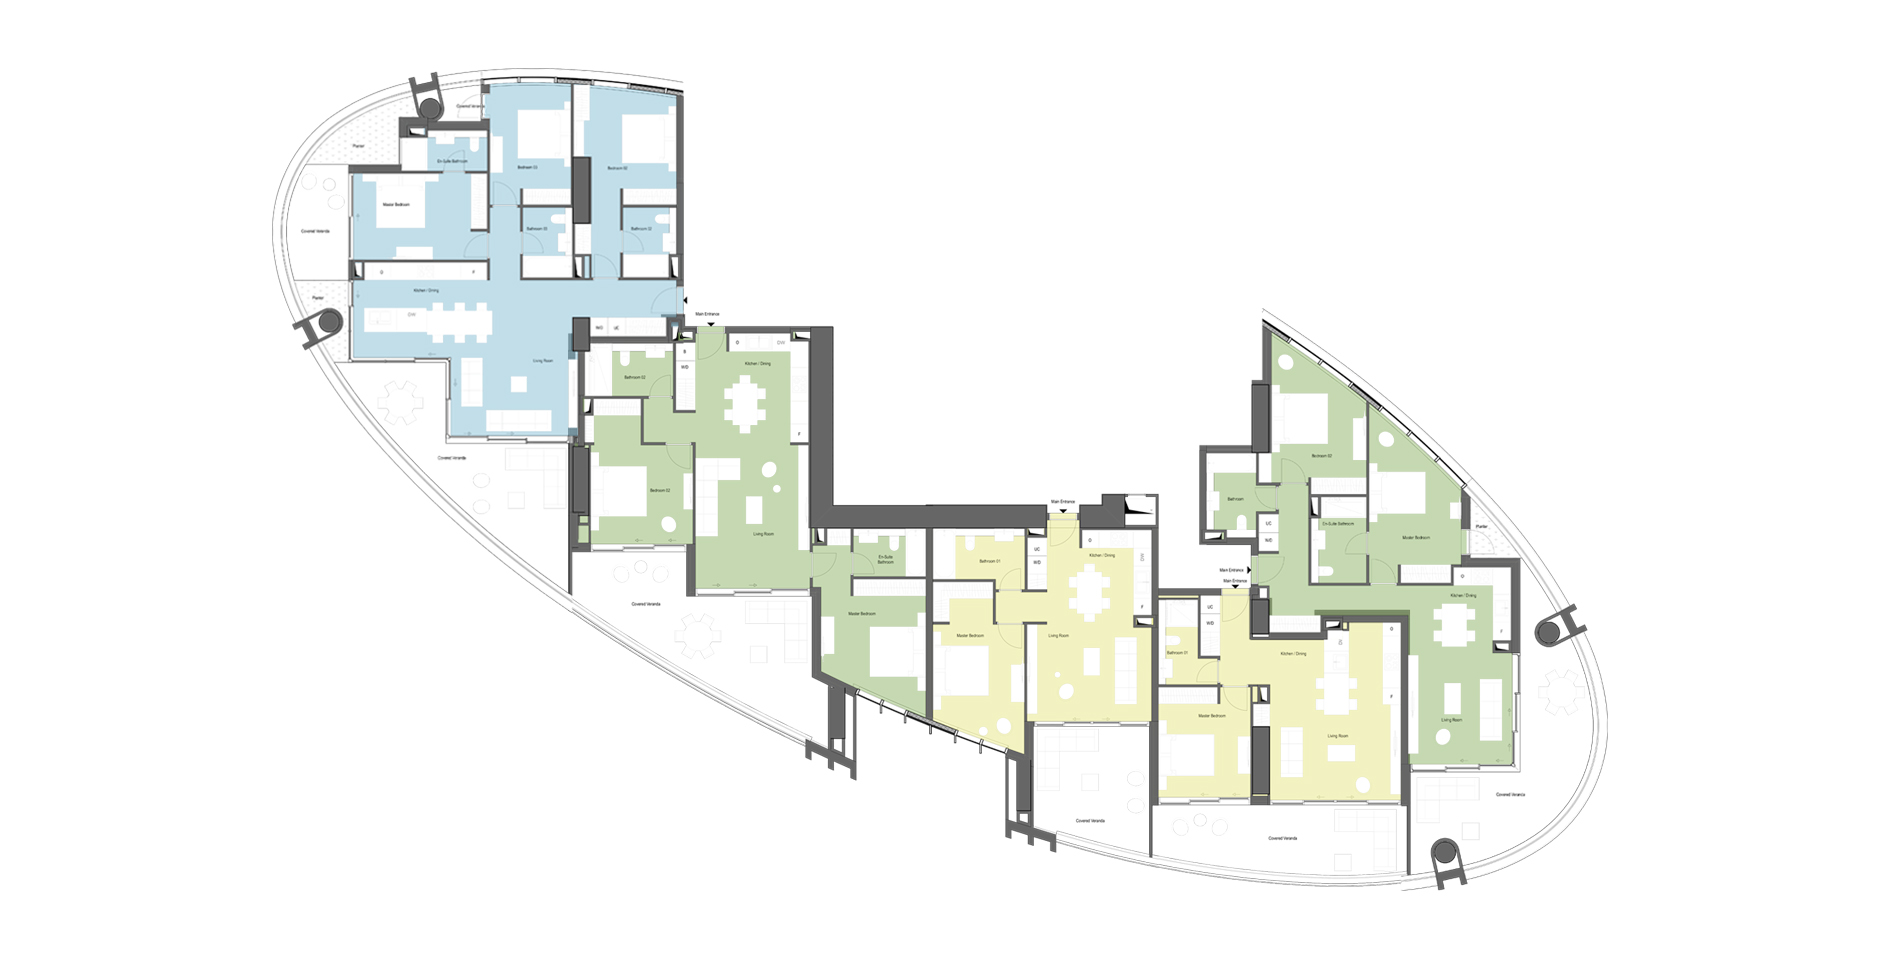 Covered Veranda
Planter
En-Suite Bathroom
Bedroom 03
Bedroom 02
Master Bedroom
Covered Veranda
Bathroom 03
Bathroom 02
D
F
Kitchen / Dining
Planter
DW
W/D
UC
Living Room
Covered Veranda
Main Entrance
S
W/D
D
DW
Kitchen / Dining
Bathroom 02
F
Bedroom 02
Living Room
En-Suite
Bathroom
Master Bedroom
Covered Veranda
Main Entrance
UC
W/D
D
DW
Kitchen / Dining
Bathroom 01
F
Master Bedroom
Living Room
Covered Veranda
Main Entrance
Main Entrance
UC
W/D
Bathroom 01
Kitchen / Dining
DW
D
F
Master Bedroom
Living Room
Covered Veranda
Bedroom 02
Bathroom
UC
W/D
En-Suite Bathroom
Master Bedroom
Planter
D
Kitchen / Dining
F
Living Room
Covered Veranda